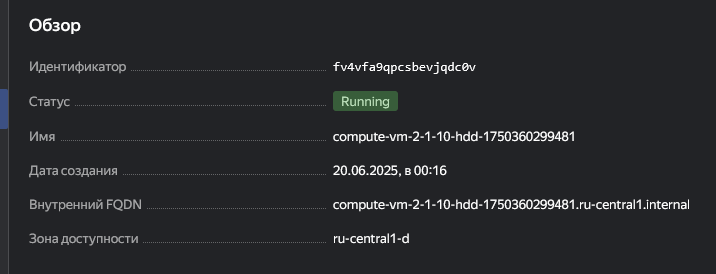 Обзор
Идентификатор fv4vfa9qpcsbevjqdc0v
Статус Running
Имя compute-vm-2-1-10-hdd-1750360299481
Дата создания 20.06.2025, в 00:16
Внутренний FQDN compute-vm-2-1-10-hdd-1750360299481.ru-central1.internal
Зона доступности ru-central1-d